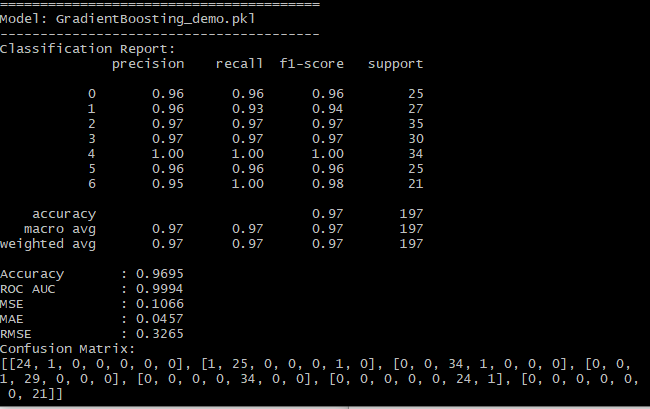 ========================================
Model: GradientBoosting_demo.pkl
----------------------------------------
Classification Report:
              precision    recall  f1-score   support

           0       0.96      0.96      0.96        25
           1       0.96      0.93      0.94        27
           2       0.97      0.97      0.97        35
           3       0.97      0.97      0.97        30
           4       1.00      1.00      1.00        34
           5       0.96      0.96      0.96        25
           6       0.95      1.00      0.98        21

    accuracy                           0.97       197
   macro avg       0.97      0.97      0.97       197
weighted avg       0.97      0.97      0.97       197

Accuracy       : 0.9695
ROC AUC        : 0.9994
MSE            : 0.1066
MAE            : 0.0457
RMSE           : 0.3265
Confusion Matrix:
[[24, 1, 0, 0, 0, 0, 0], [1, 25, 0, 0, 0, 1, 0], [0, 0, 34, 1, 0, 0, 0], [0, 0,
1, 29, 0, 0, 0], [0, 0, 0, 0, 34, 0, 0], [0, 0, 0, 0, 0, 24, 1], [0, 0, 0, 0, 0,
 0, 21]]